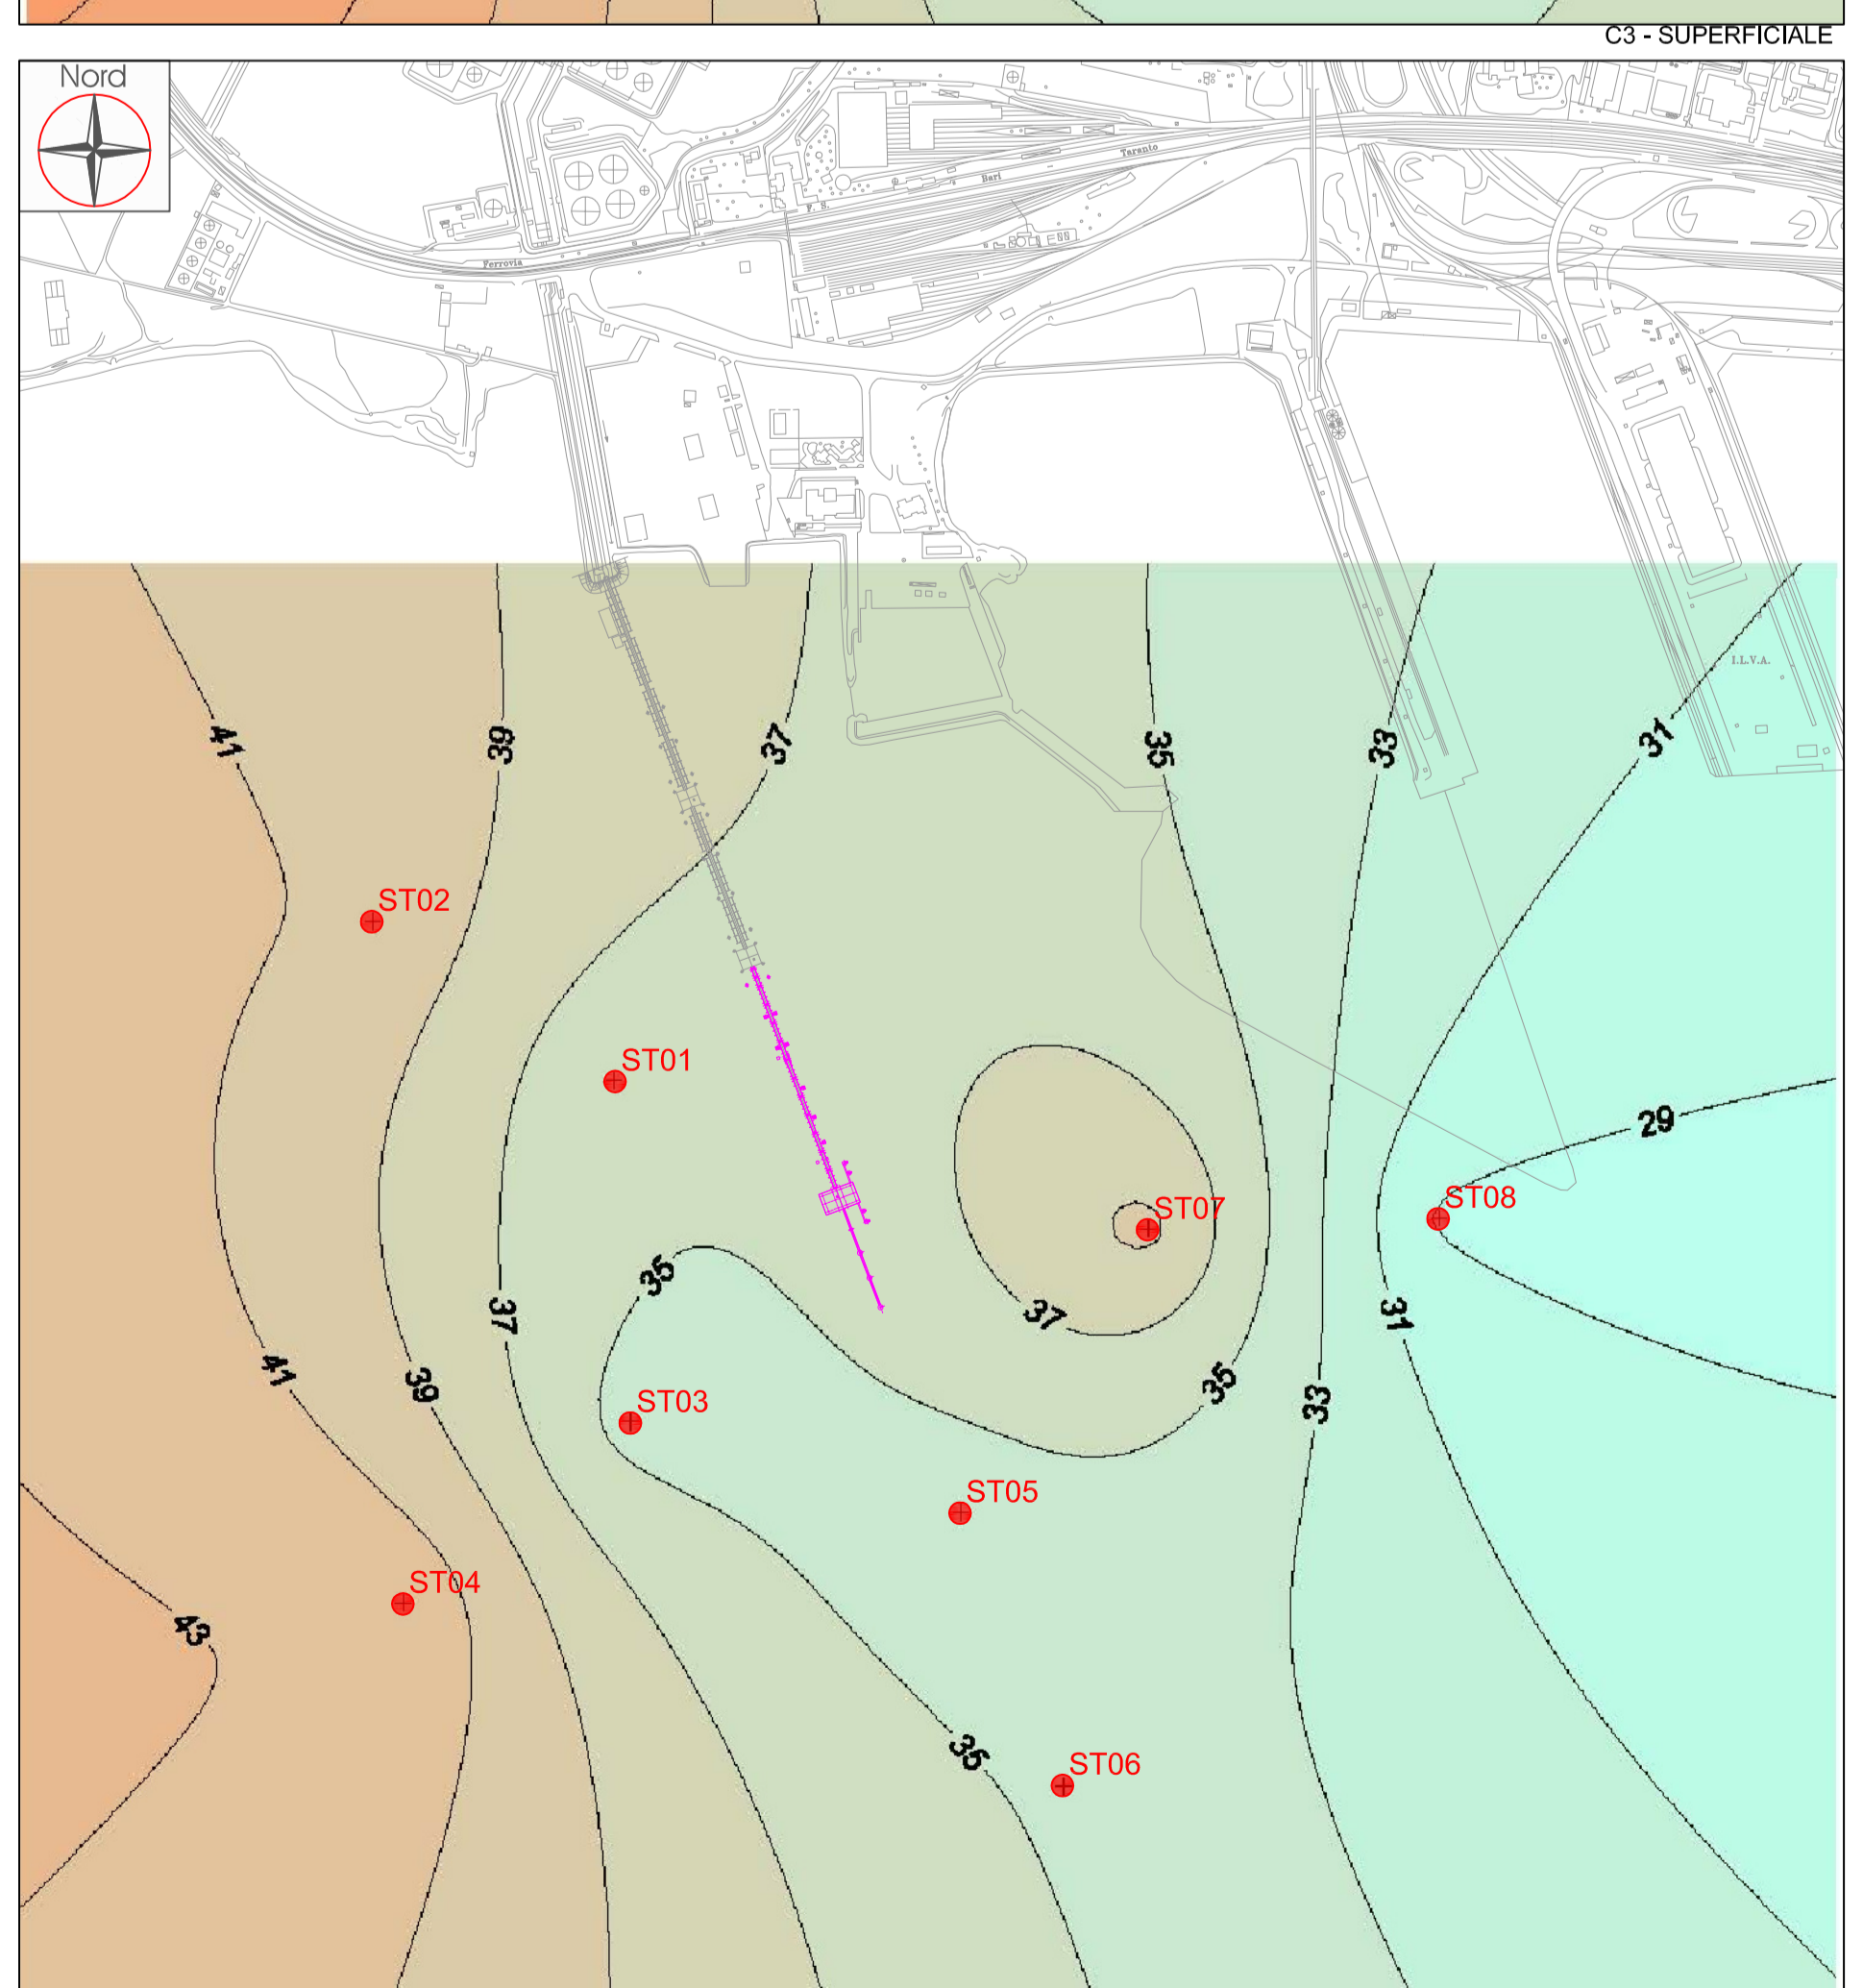 C3 - SUPERFICIALE
Nord
Taranto
Bari
F. S.
Ferrovia
I.L.V.A.
41
39
37
35
33
31
ST02
ST01
29
ST08
ST07
35
37
37
31
41
39
35
33
ST03
ST05
ST04
43
35
ST06